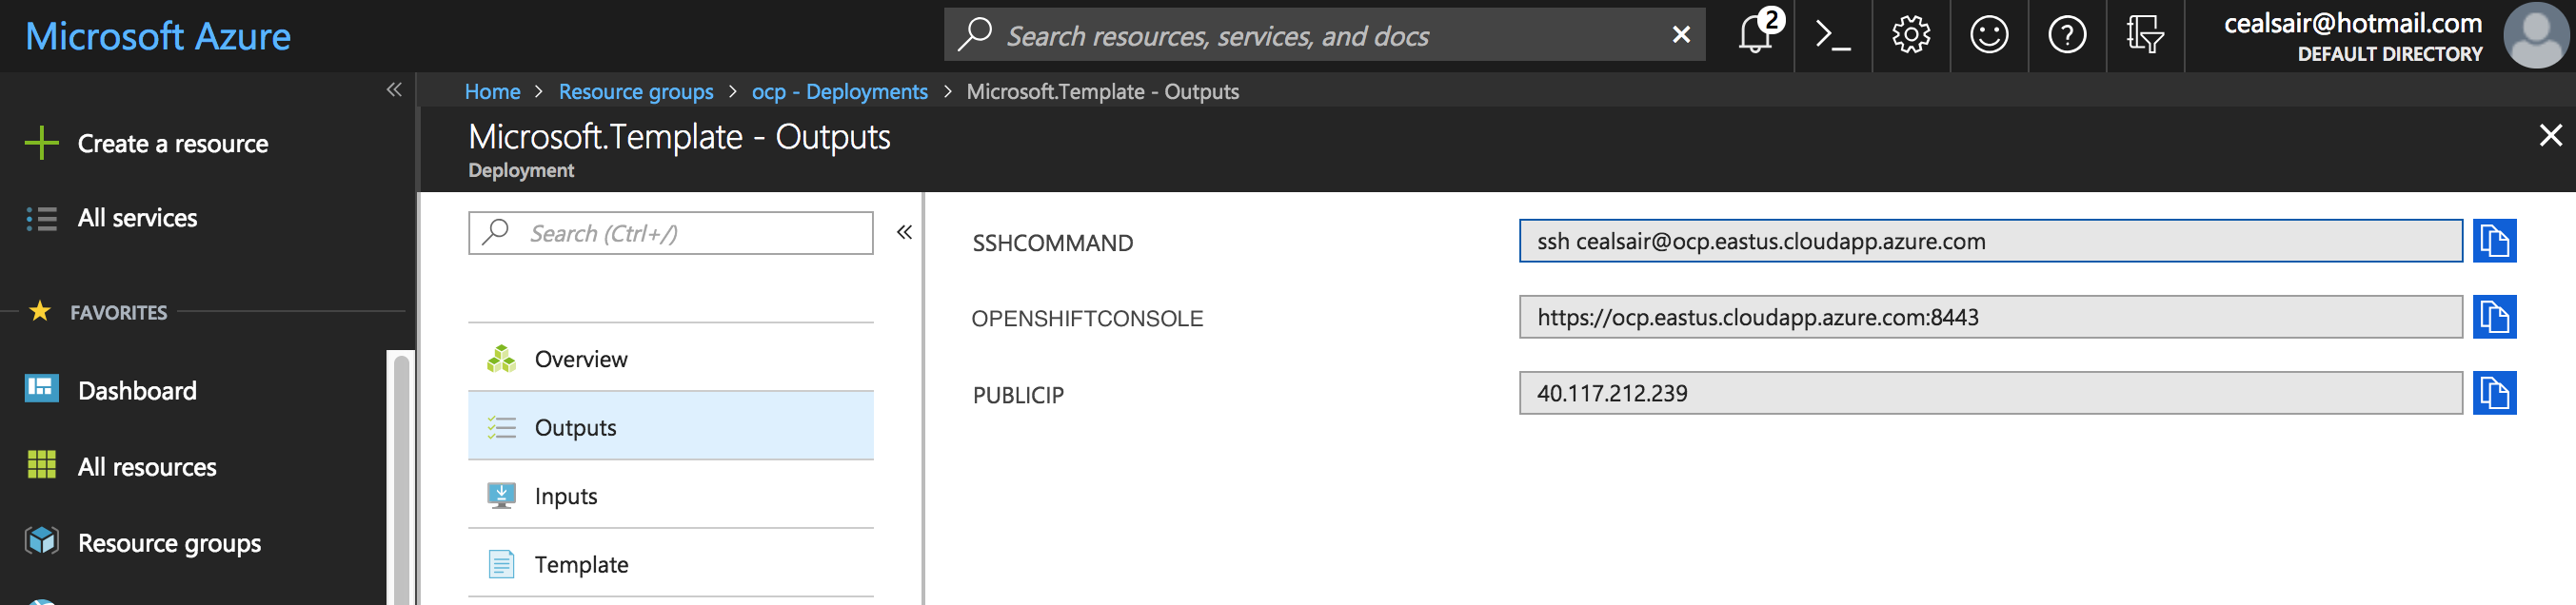 Microsoft Azure
Search resources, services, and docs
2
cealsair@hotmail.com
DEFAULT DIRECTORY
Home > Resource groups > ocp - Deployments > Microsoft.Template - Outputs
Create a resource
All services
FAVORITES
Dashboard
All resources
Resource groups
Microsoft.Template - Outputs
Deployment
Search (Ctrl+/)
Overview
Outputs
Inputs
Template
SSHCOMMAND
ssh cealsair@ocp.eastus.cloudapp.azure.com
OPENSHIFTCONSOLE
https://ocp.eastus.cloudapp.azure.com:8443
PUBLICIP
40.117.212.239